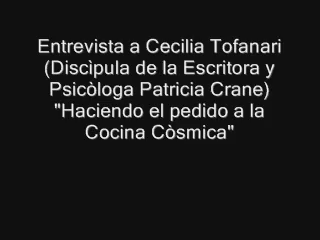 Entrevista a Cecilia Tofanari
(Discìpula de la Escritora y
Psicòloga Patricia Crane)
"Haciendo el pedido a la
Cocina Còsmica"